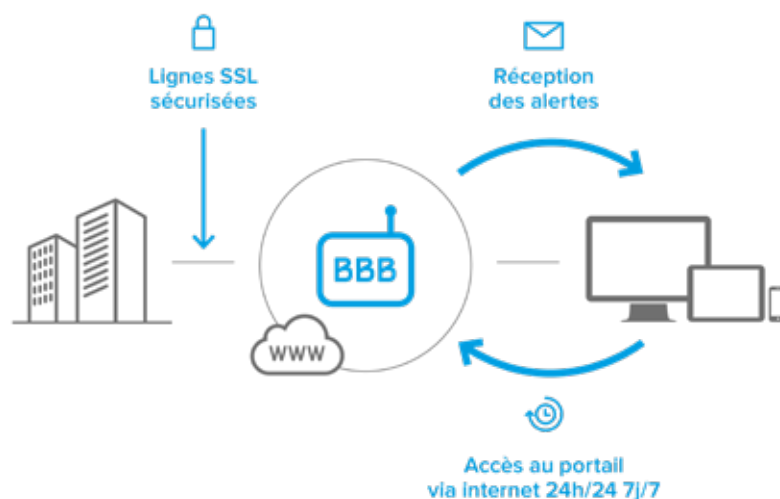 Lignes SSL
sécurisées
Réception
des alertes
BBB
www
Accès au portail
via internet 24h/24 7j/7